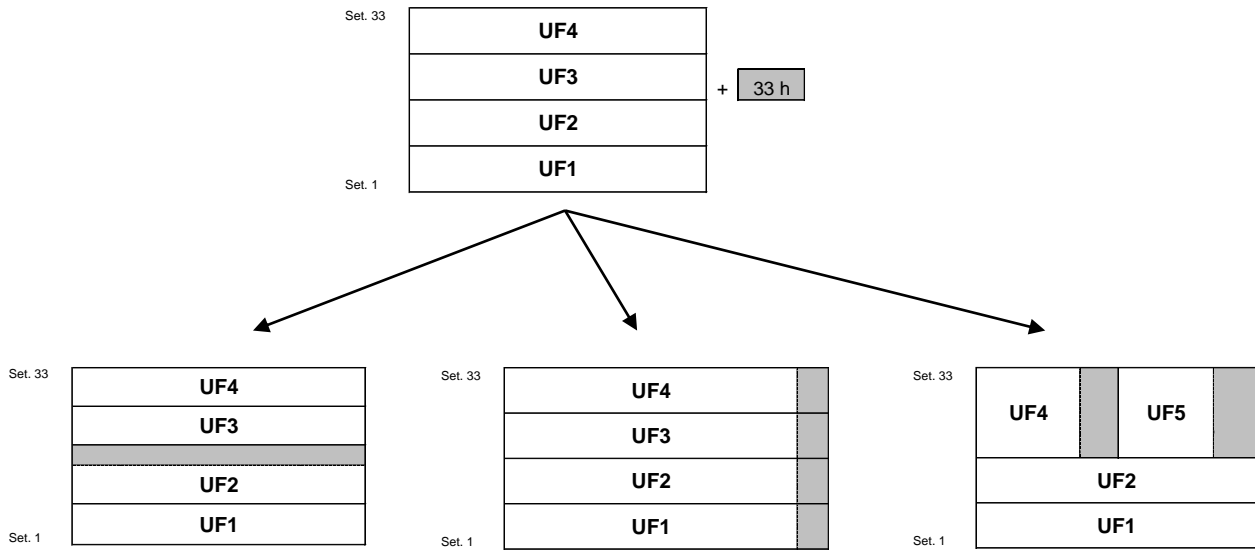 Set. 33
UF4
UF3
+ 33 h
UF2
UF1
Set. 1
Set. 33
UF4
UF3
UF2
UF1
Set. 1
Set. 33
UF4
UF3
UF2
UF1
Set. 1
Set. 33
UF4 UF5
UF2
UF1
Set. 1